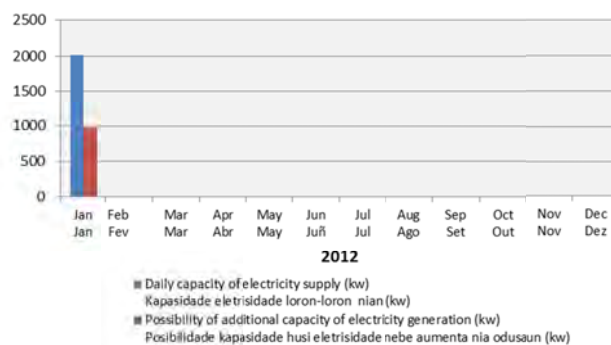 2500
2000
1500
1000
500
0
Jan Feb Mar Apr May Jun Jul Aug Sep Oct Nov Dec
Jan Fev Mar Abr May Juñ Jul Ago Set Out Nov Dez
2012
Daily capacity of electricity supply (kw)
Kapasidade eletrisidade loron-loron nian (kw)
Possibility of additional capacity of electricity generation (kw)
Posibilidade kapasidade husi eletrisidade nebe aumenta nia odusaun (kw)